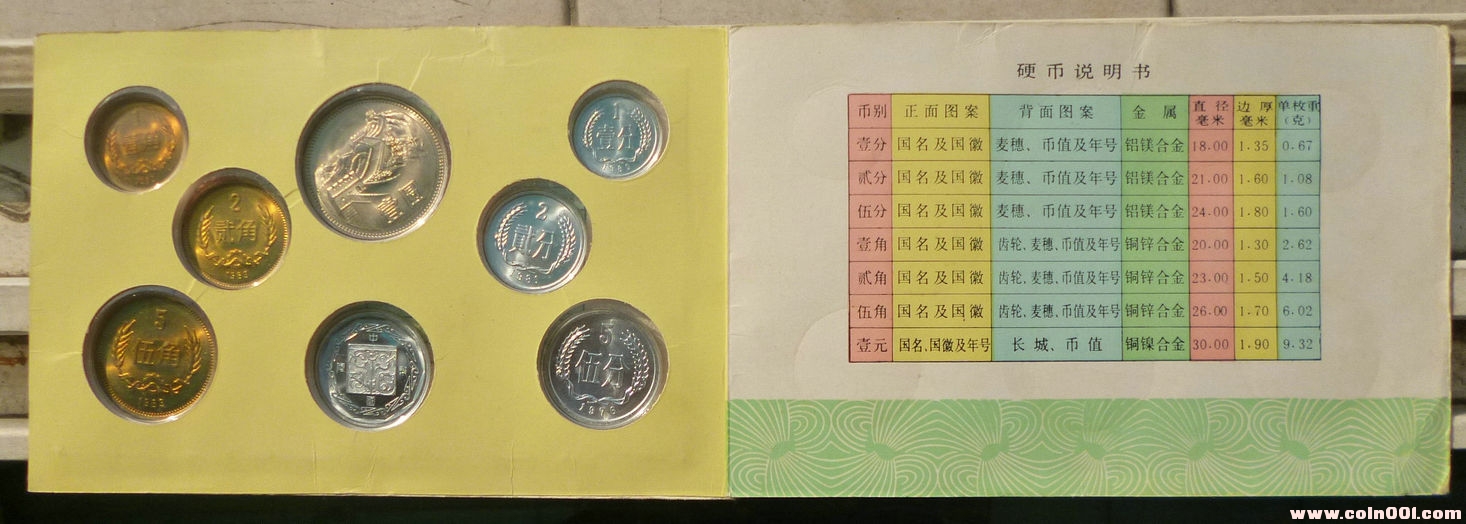 壹角
2
贰角
1983
5
伍角
1983
壹圆
1
壹分
1980
2
贰分
1981
5
伍分
1976
中
硬币说明书
币别 正面图案 背面图案 金属 直径毫米 边厚毫米 单枚重(克)
壹分 国名及国徽 麦穗、币值及年号 铝镁合金 18.00 1.35 0.67
贰分 国名及国徽 麦穗、币值及年号 铝镁合金 21.00 1.60 1.08
伍分 国名及国徽 麦穗、币值及年号 铝镁合金 24.00 1.80 1.60
壹角 国名及国徽 齿轮、麦穗、币值及年号 铜锌合金 20.00 1.30 2.62
贰角 国名及国徽 齿轮、麦穗、币值及年号 铜锌合金 23.00 1.50 4.18
伍角 国名及国徽 齿轮、麦穗、币值及年号 铜锌合金 26.00 1.70 6.02
壹元 国名、国徽及年号 长城、币值 铜镍合金 30.00 1.90 9.32
www.coin001.com